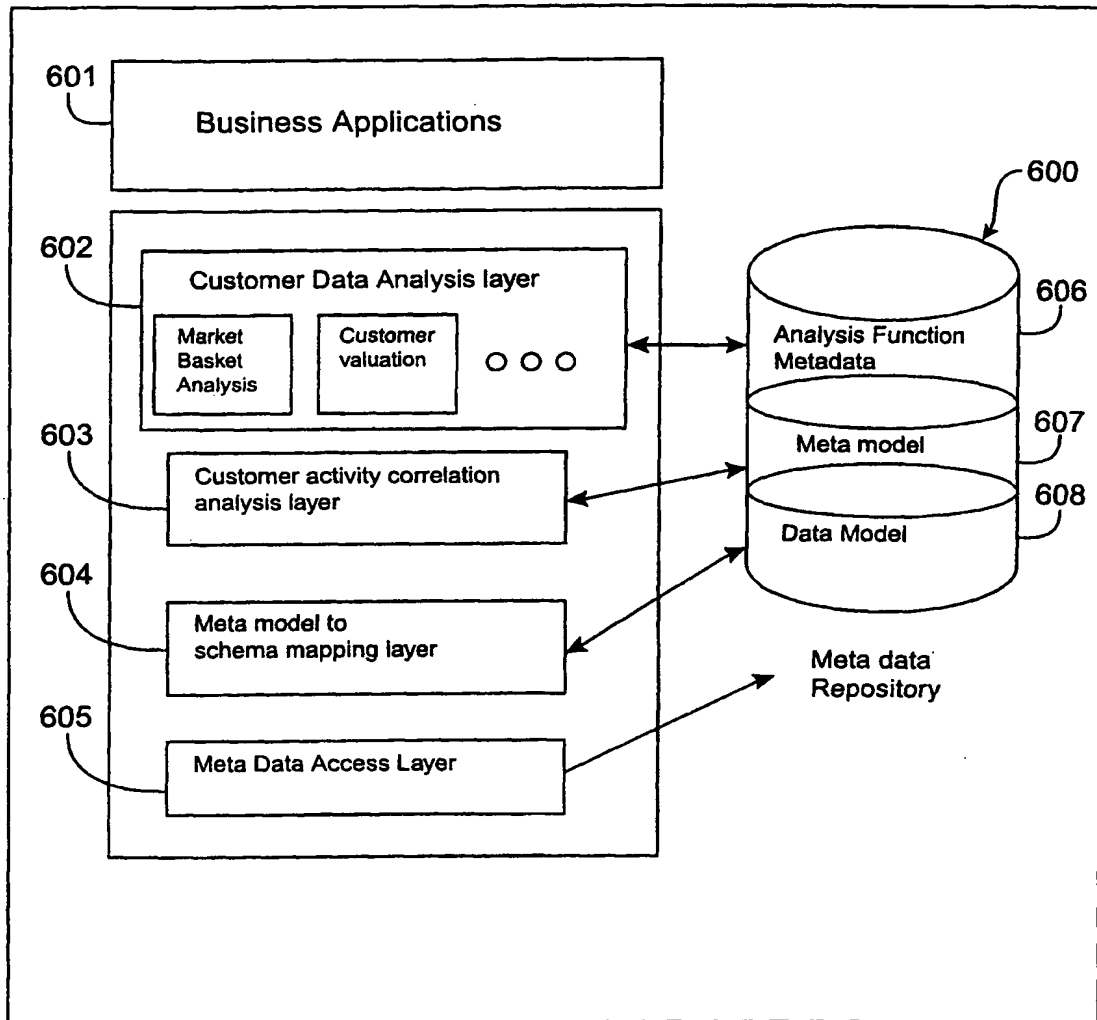 601
Business Applications
600
602
Customer Data Analysis layer
606
Market
Basket
Analysis
Customer
valuation
Analysis Function
Metadata
603
607
Customer activity correlation
analysis layer
Meta model
608
Data Model
604
Meta model to
schema mapping layer
Meta data
Repository
605
Meta Data Access Layer